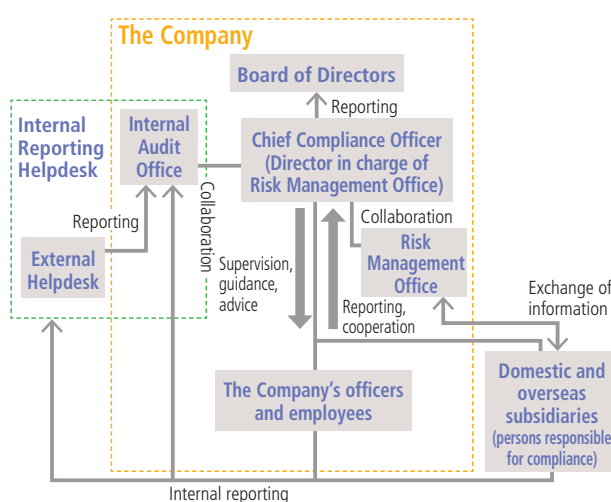 The Company
Board of Directors
Reporting
Internal
Reporting
Helpdesk
Internal
Audit
Office
Chief Compliance Officer
(Director in charge of
Risk Management Office)
Collaboration
Reporting
External
Helpdesk
Supervision,
guidance,
advice
Collaboration
Risk
Management
Office
Reporting,
cooperation
Exchange of
information
The Company’s officers
and employees
Domestic and
overseas
subsidiaries
(persons responsible
for compliance)
Internal reporting